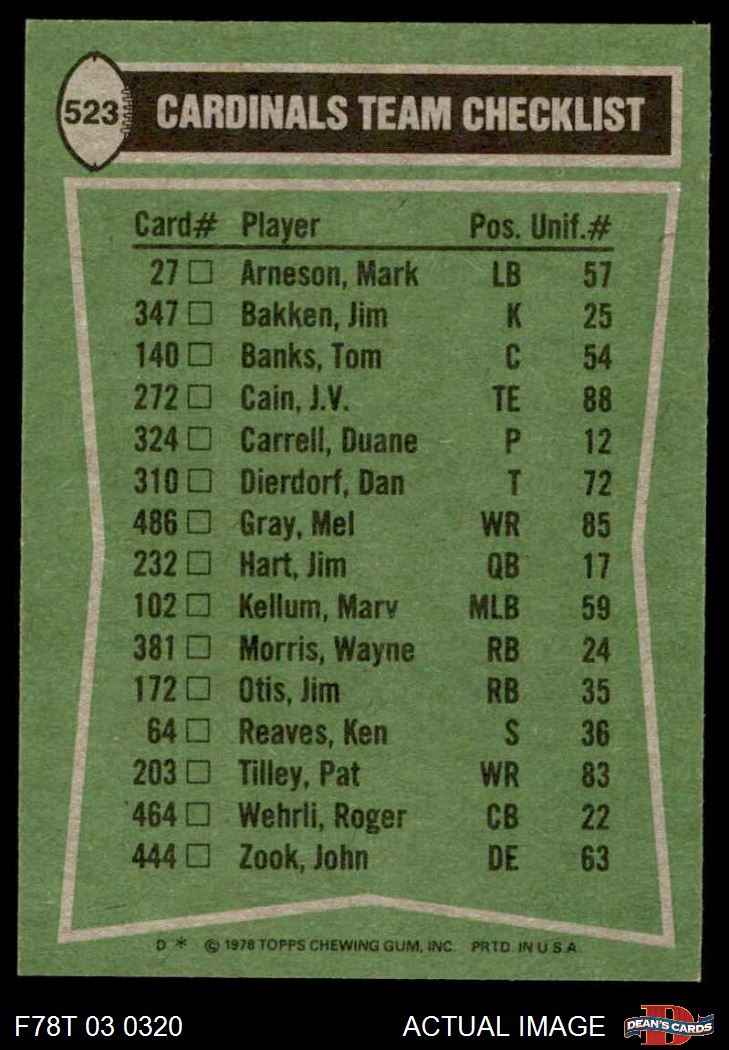 523 CARDINALS TEAM CHECKLIST
Card# Player Pos. Unif.#
27 □ Arneson, Mark LB 57
347 □ Bakken, Jim K 25
140 □ Banks, Tom C 54
272 □ Cain, J.V. TE 88
324 □ Carrell, Duane P 12
310 □ Dierdorf, Dan T 72
486 □ Gray, Mel WR 85
232 □ Hart, Jim QB 17
102 □ Kellum, Marv MLB 59
381 □ Morris, Wayne RB 24
172 □ Otis, Jim RB 35
64 □ Reaves, Ken S 36
203 □ Tilley, Pat WR 83
464 □ Wehrli, Roger CB 22
444 □ Zook, John DE 63
D * © 1978 TOPPS CHEWING GUM, INC. PRTD. IN U.S.A.
F78T 03 0320 ACTUAL IMAGE DEAN'S CARDS